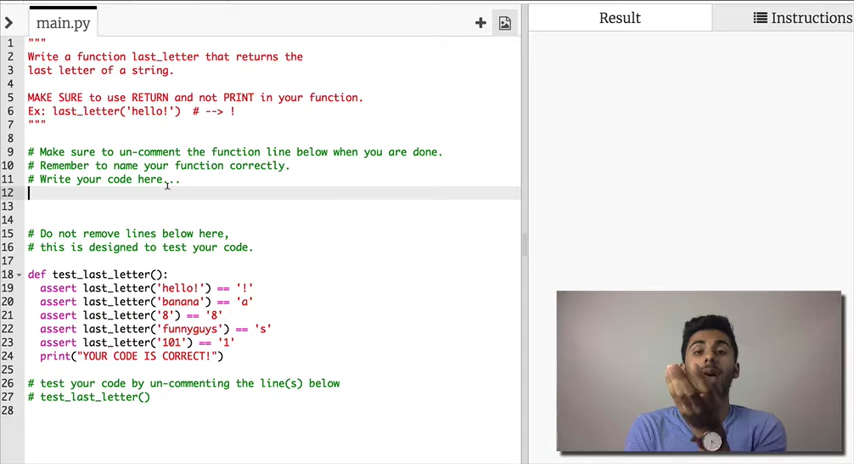 main.py
Result
Instructions
1 """
2 Write a function last_letter that returns the
3 last letter of a string.
4
5 MAKE SURE to use RETURN and not PRINT in your function.
6 Ex: last_letter('hello!')  # --> !
7 """
8
9 # Make sure to un-comment the function line below when you are done.
10 # Remember to name your function correctly.
11 # Write your code here...
12
13
14
15 # Do not remove lines below here,
16 # this is designed to test your code.
17
18 def test_last_letter():
19   assert last_letter('hello!') == '!'
20   assert last_letter('banana') == 'a'
21   assert last_letter('8') == '8'
22   assert last_letter('funnyguys') == 's'
23   assert last_letter('101') == '1'
24   print("YOUR CODE IS CORRECT!")
25
26 # test your code by un-commenting the line(s) below
27 # test_last_letter()
28